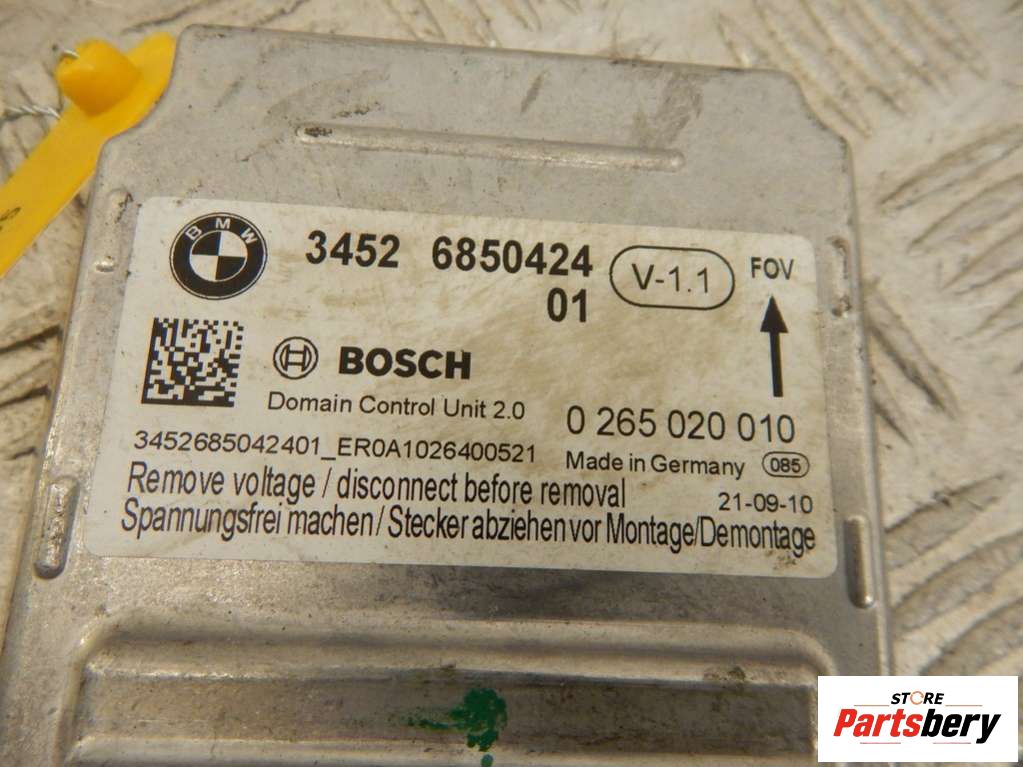 BMW
3452 6850424
01
V-1.1
FOV
BOSCH
Domain Control Unit 2.0
0 265 020 010
3452685042401_ER0A1026400521
Made in Germany 085
Remove voltage / disconnect before removal
21-09-10
Spannungsfrei machen / Stecker abziehen vor Montage/Demontage
STORE
Partsbery